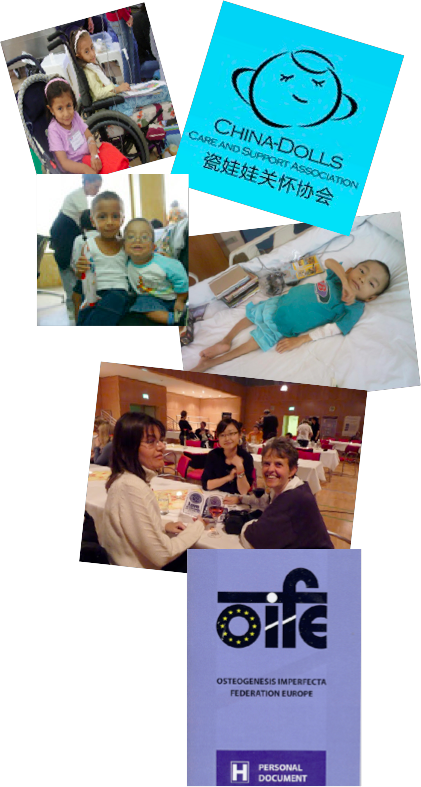 CHINA-DOLLS
CARE AND SUPPORT ASSOCIATION
瓷娃娃关怀协会
oife
OSTEOGENESIS IMPERFECTA
FEDERATION EUROPE
H PERSONAL
DOCUMENT